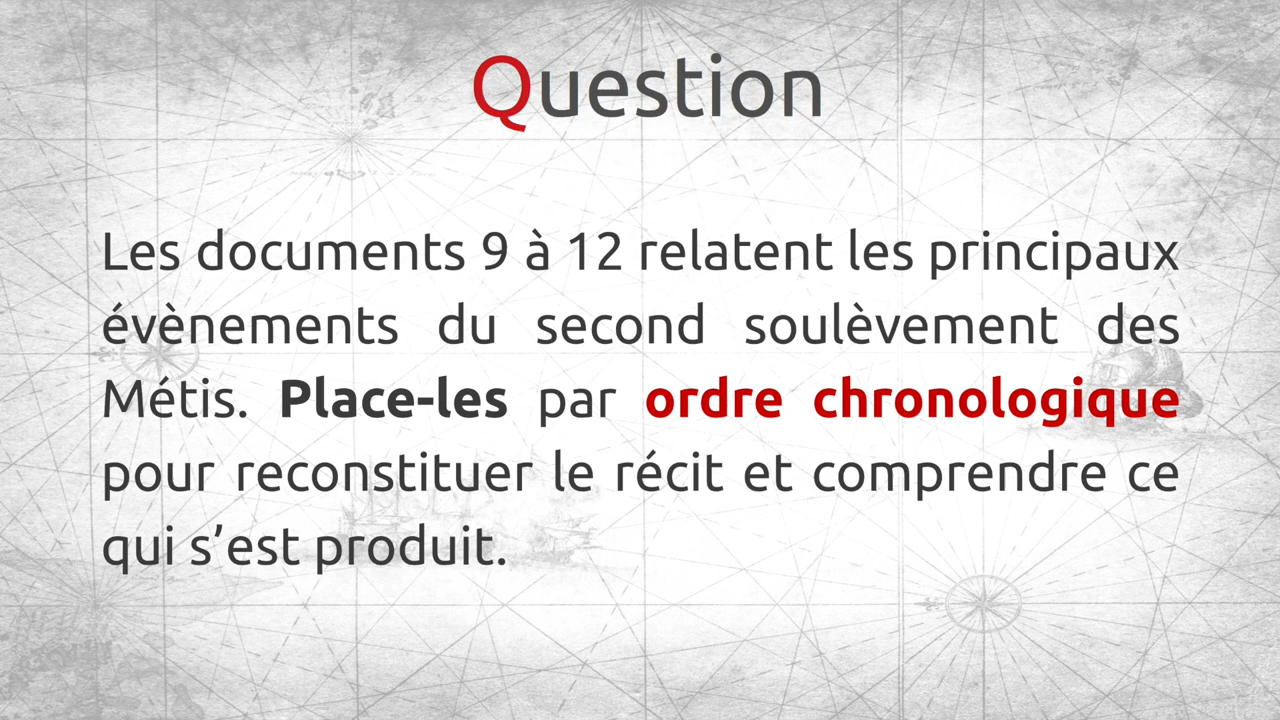 Question
Les documents 9 à 12 relatent les principaux
évènements du second soulèvement des
Métis. Place-les par ordre chronologique
pour reconstituer le récit et comprendre ce
qui s’est produit.